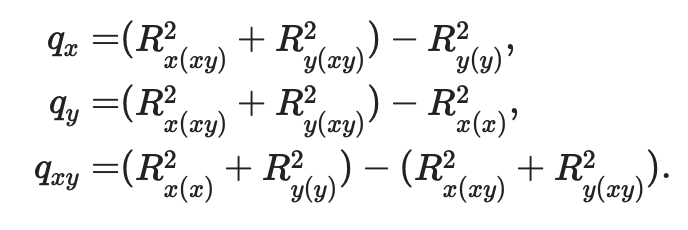 $q_x = (R^2_{x(xy)} + R^2_{y(xy)}) - R^2_{y(y)},$
$q_y = (R^2_{x(xy)} + R^2_{y(xy)}) - R^2_{x(x)},$
$q_{xy} = (R^2_{x(x)} + R^2_{y(y)}) - (R^2_{x(xy)} + R^2_{y(xy)}).$